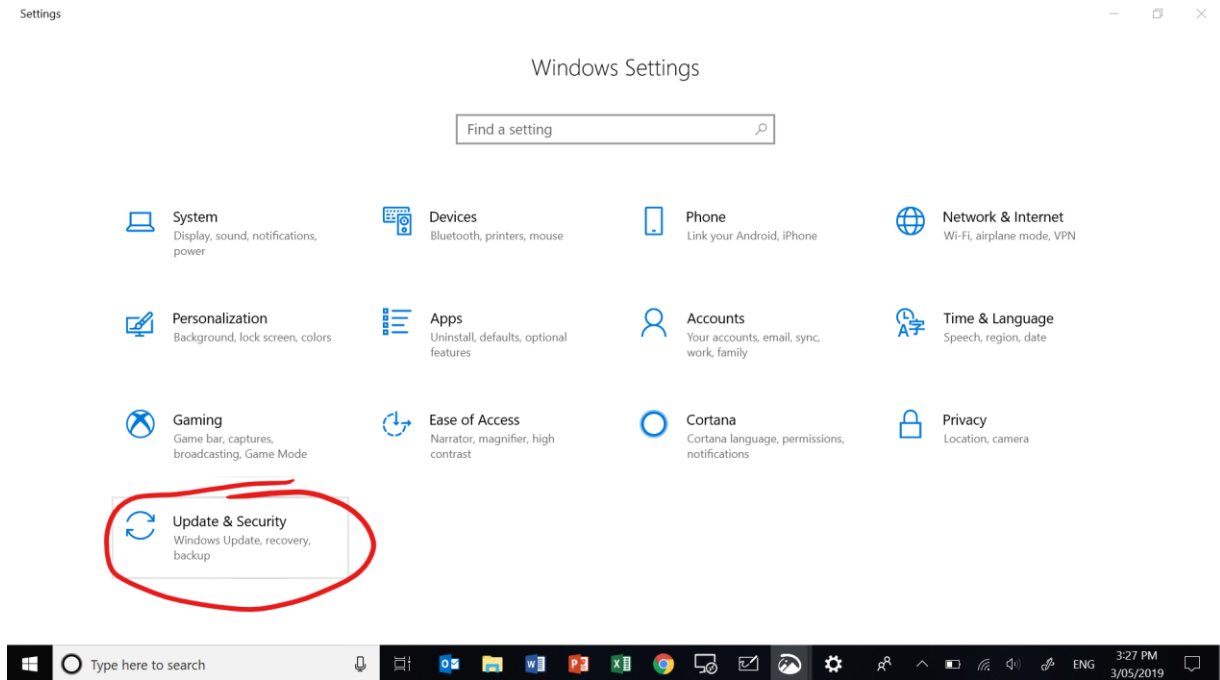 Settings
Windows Settings
Find a setting
System
Display, sound, notifications,
power
Devices
Bluetooth, printers, mouse
Phone
Link your Android, iPhone
Network & Internet
Wi-Fi, airplane mode, VPN
Personalization
Background, lock screen, colors
Apps
Uninstall, defaults, optional
features
Accounts
Your accounts, email, sync,
work, family
Time & Language
Speech, region, date
Gaming
Game bar, captures,
broadcasting, Game Mode
Ease of Access
Narrator, magnifier, high
contrast
Cortana
Cortana language, permissions,
notifications
Privacy
Location, camera
Update & Security
Windows Update, recovery,
backup
Type here to search
ENG
3:27 PM
3/05/2019